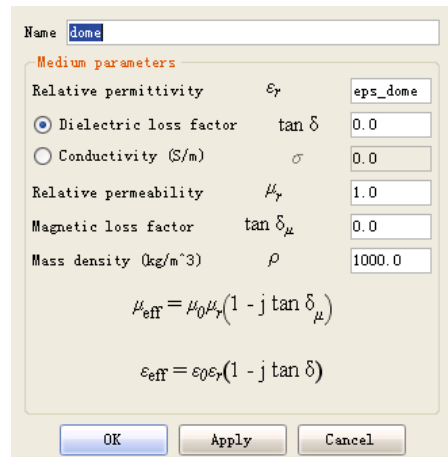 Name dome
Medium parameters
Relative permittivity εr eps_dome
Dielectric loss factor tan δ 0.0
Conductivity (S/m) σ 0.0
Relative permeability μr 1.0
Magnetic loss factor tan δμ 0.0
Mass density (kg/m^3) ρ 1000.0
μeff = μ0μr(1 - j tan δμ)
εeff = ε0εr(1 - j tan δ)
OK Apply Cancel